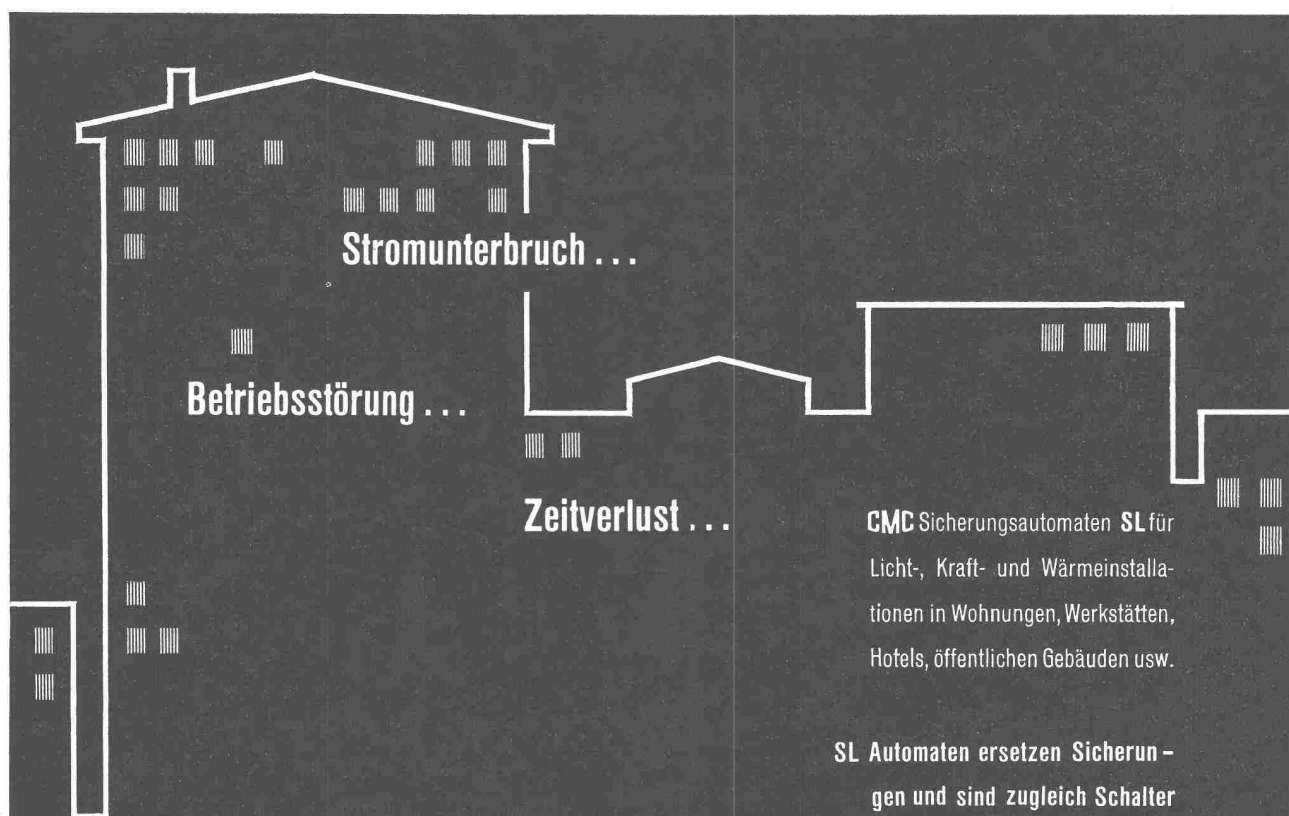 Stromunterbruch ...
Betriebsstörung ...
Zeitverlust ...
CMC Sicherungsautomaten SL für
Licht-, Kraft- und Wärmeinstalla-
tionen in Wohnungen, Werkstätten,
Hotels, öffentlichen Gebäuden usw.
SL Automaten ersetzen Sicherun-
gen und sind zugleich Schalter